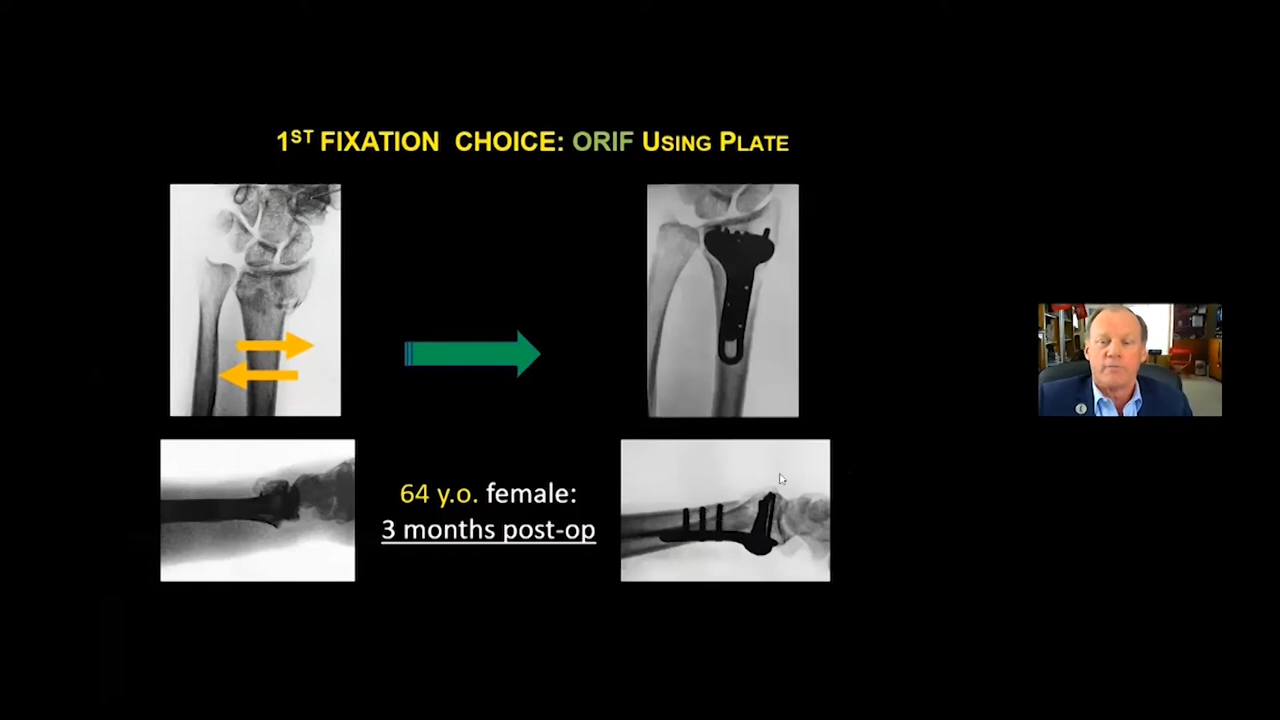 1ST FIXATION CHOICE: ORIF USING PLATE
64 y.o. female:
3 months post-op